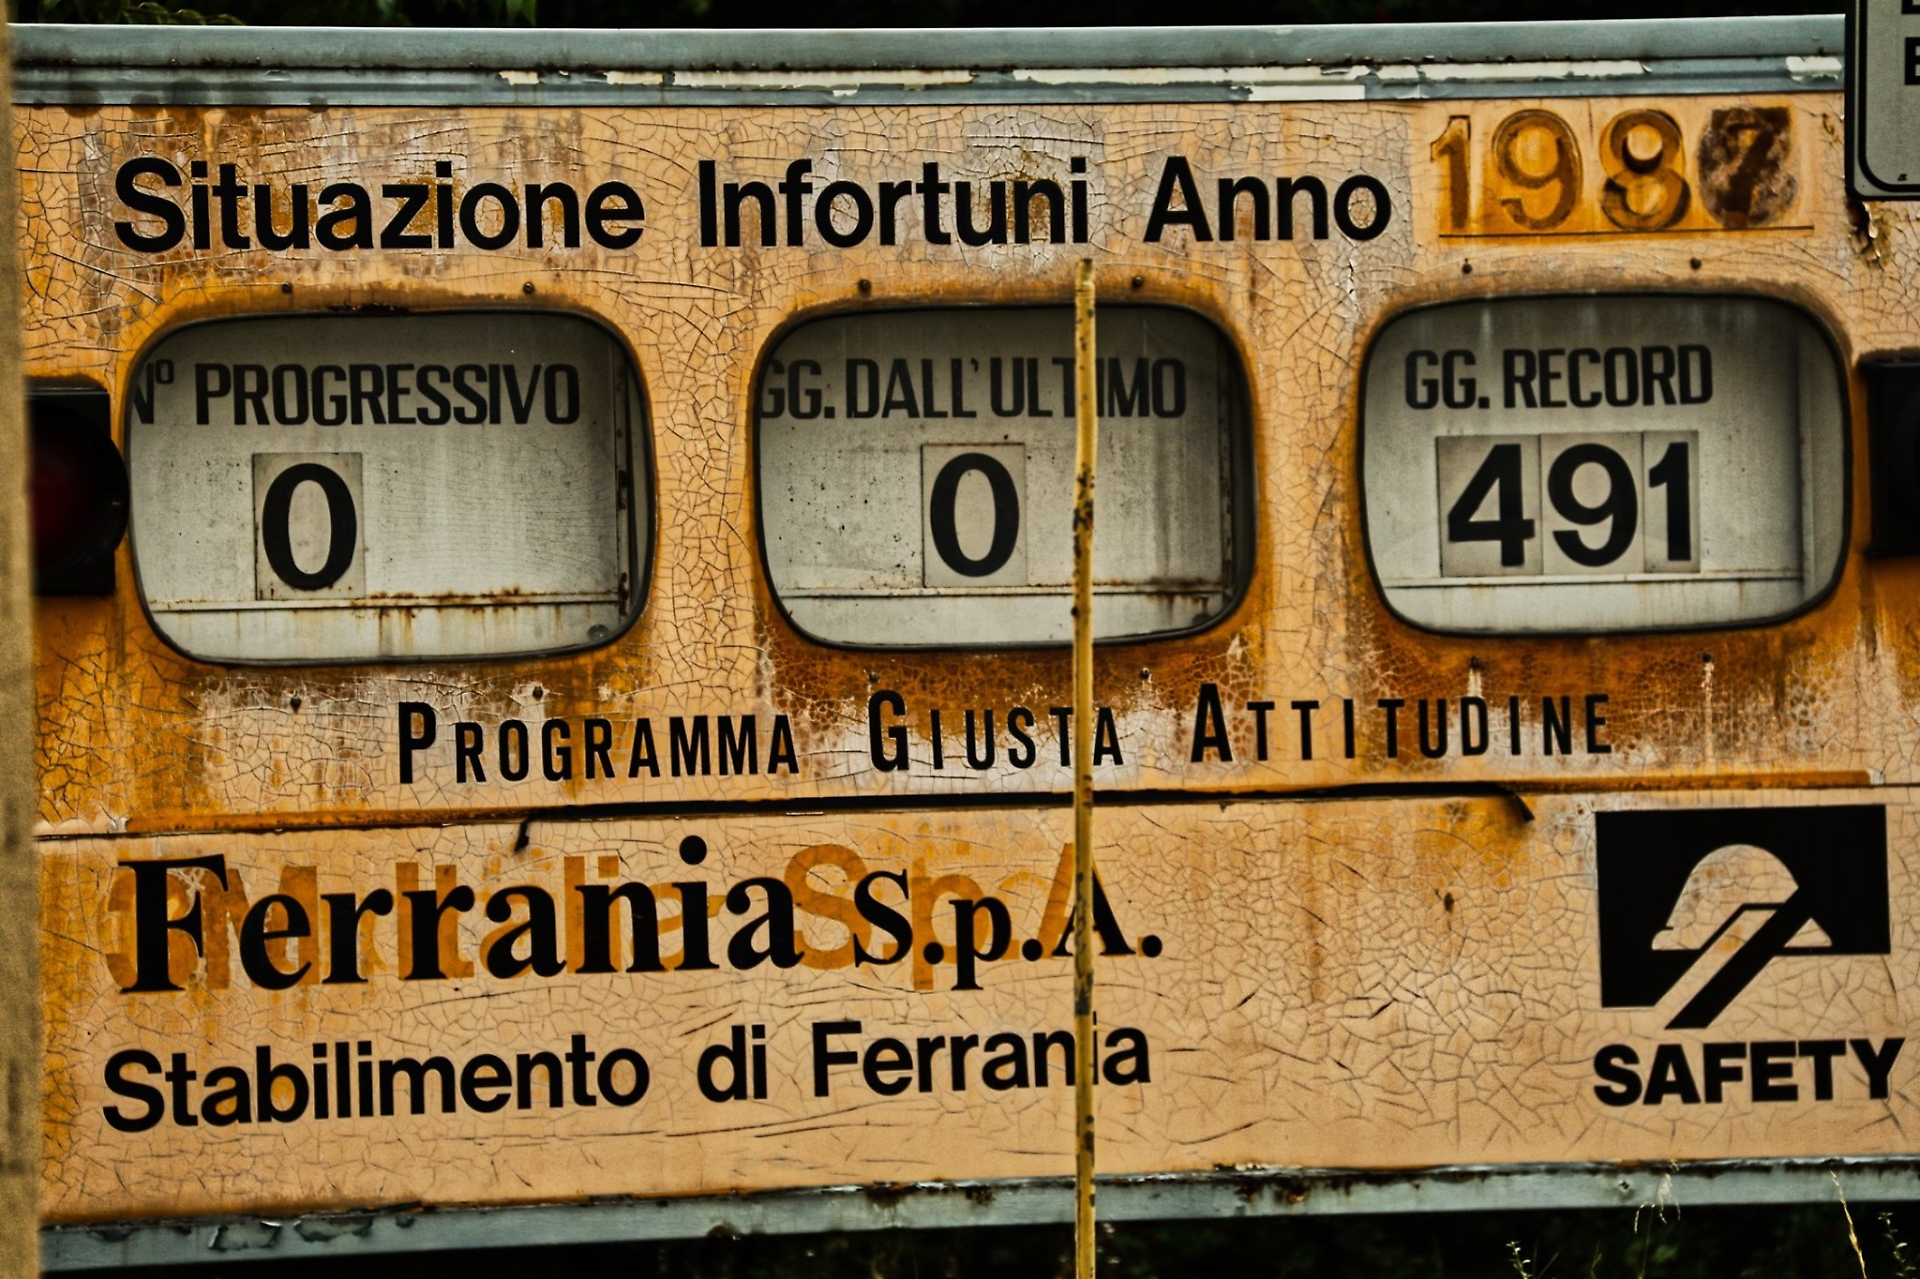 Situazione Infortuni Anno 1987
N° PROGRESSIVO
0
GG. DALL'ULTIMO
0
GG. RECORD
491
PROGRAMMA GIUSTA ATTITUDINE
Ferrania S.p.A.
Stabilimento di Ferrania
SAFETY